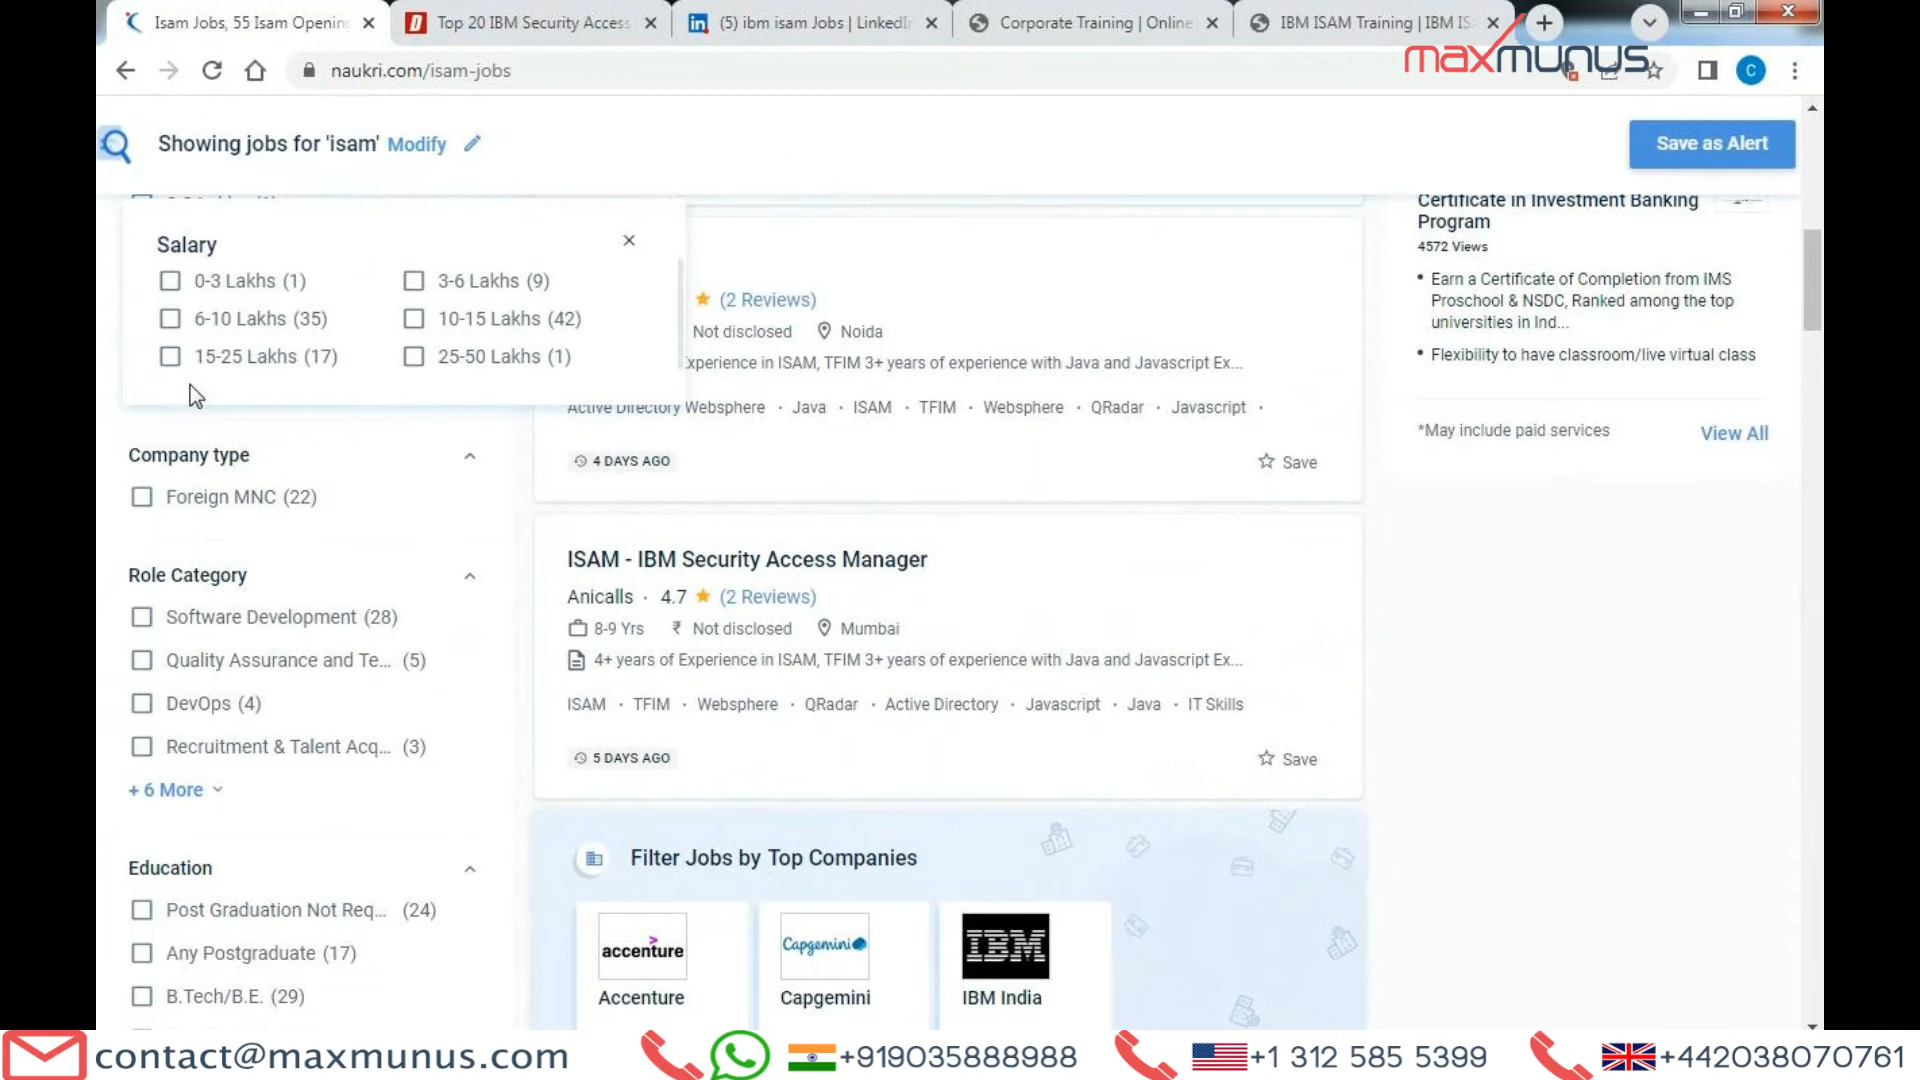 Isam Jobs, 55 Isam Opening
Top 20 IBM Security Access
(5) ibm isam Jobs | LinkedIn
Corporate Training | Online
IBM ISAM Training | IBM IS
maxmunus
naukri.com/isam-jobs
C
Showing jobs for 'isam' Modify
Save as Alert
Salary
0-3 Lakhs (1)
3-6 Lakhs (9)
6-10 Lakhs (35)
10-15 Lakhs (42)
15-25 Lakhs (17)
25-50 Lakhs (1)
Company type
Foreign MNC (22)
Role Category
Software Development (28)
Quality Assurance and Te... (5)
DevOps (4)
Recruitment & Talent Acq... (3)
+ 6 More
Education
Post Graduation Not Req... (24)
Any Postgraduate (17)
B.Tech/B.E. (29)
(2 Reviews)
Not disclosed Noida
xperience in ISAM, TFIM 3+ years of experience with Java and Javascript Ex...
Active Directory Websphere · Java · ISAM · TFIM · Websphere · QRadar · Javascript ·
4 DAYS AGO
Save
ISAM - IBM Security Access Manager
Anicalls · 4.7 (2 Reviews)
8-9 Yrs ₹ Not disclosed Mumbai
4+ years of Experience in ISAM, TFIM 3+ years of experience with Java and Javascript Ex...
ISAM · TFIM · Websphere · QRadar · Active Directory · Javascript · Java · IT Skills
5 DAYS AGO
Save
Filter Jobs by Top Companies
accenture
Capgemini
IBM
Accenture
Capgemini
IBM India
Certificate in Investment Banking
Program
4572 Views
• Earn a Certificate of Completion from IMS
Proschool & NSDC, Ranked among the top
universities in Ind...
• Flexibility to have classroom/live virtual class
*May include paid services
View All
contact@maxmunus.com
+919035888988
+1 312 585 5399
+442038070761